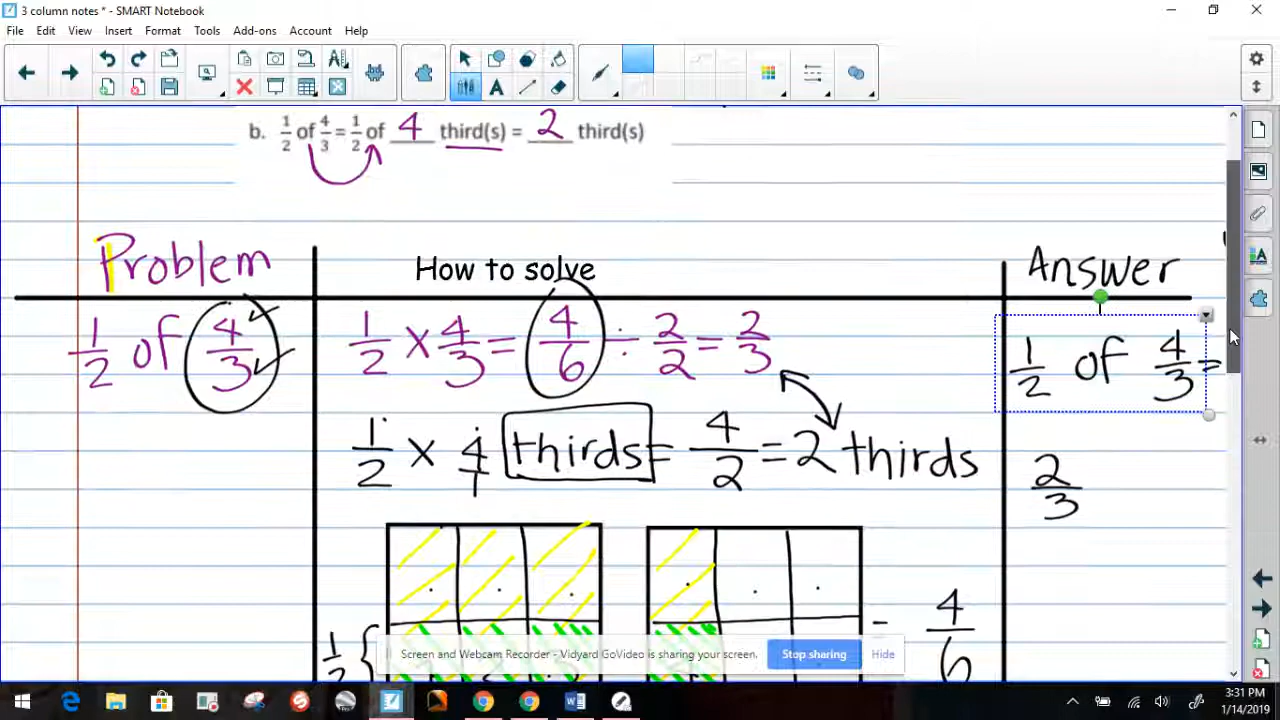 3 column notes * - SMART Notebook
File Edit View Insert Format Tools Add-ons Account Help
b. 1/2 of 4/3 = 1/2 of 4 third(s) = 2 third(s)
Problem How to solve Answer
1/2 of 4/3 1/2 × 4/3 = 4/6 ÷ 2/2 = 2/3 1/2 of 4/3 =
1/2 × 4/1 thirds = 4/2 = 2 thirds
2/3
1/2 { = 4/6
Screen and Webcam Recorder - Vidyard GoVideo is sharing your screen. Stop sharing Hide
3:31 PM
1/14/2019